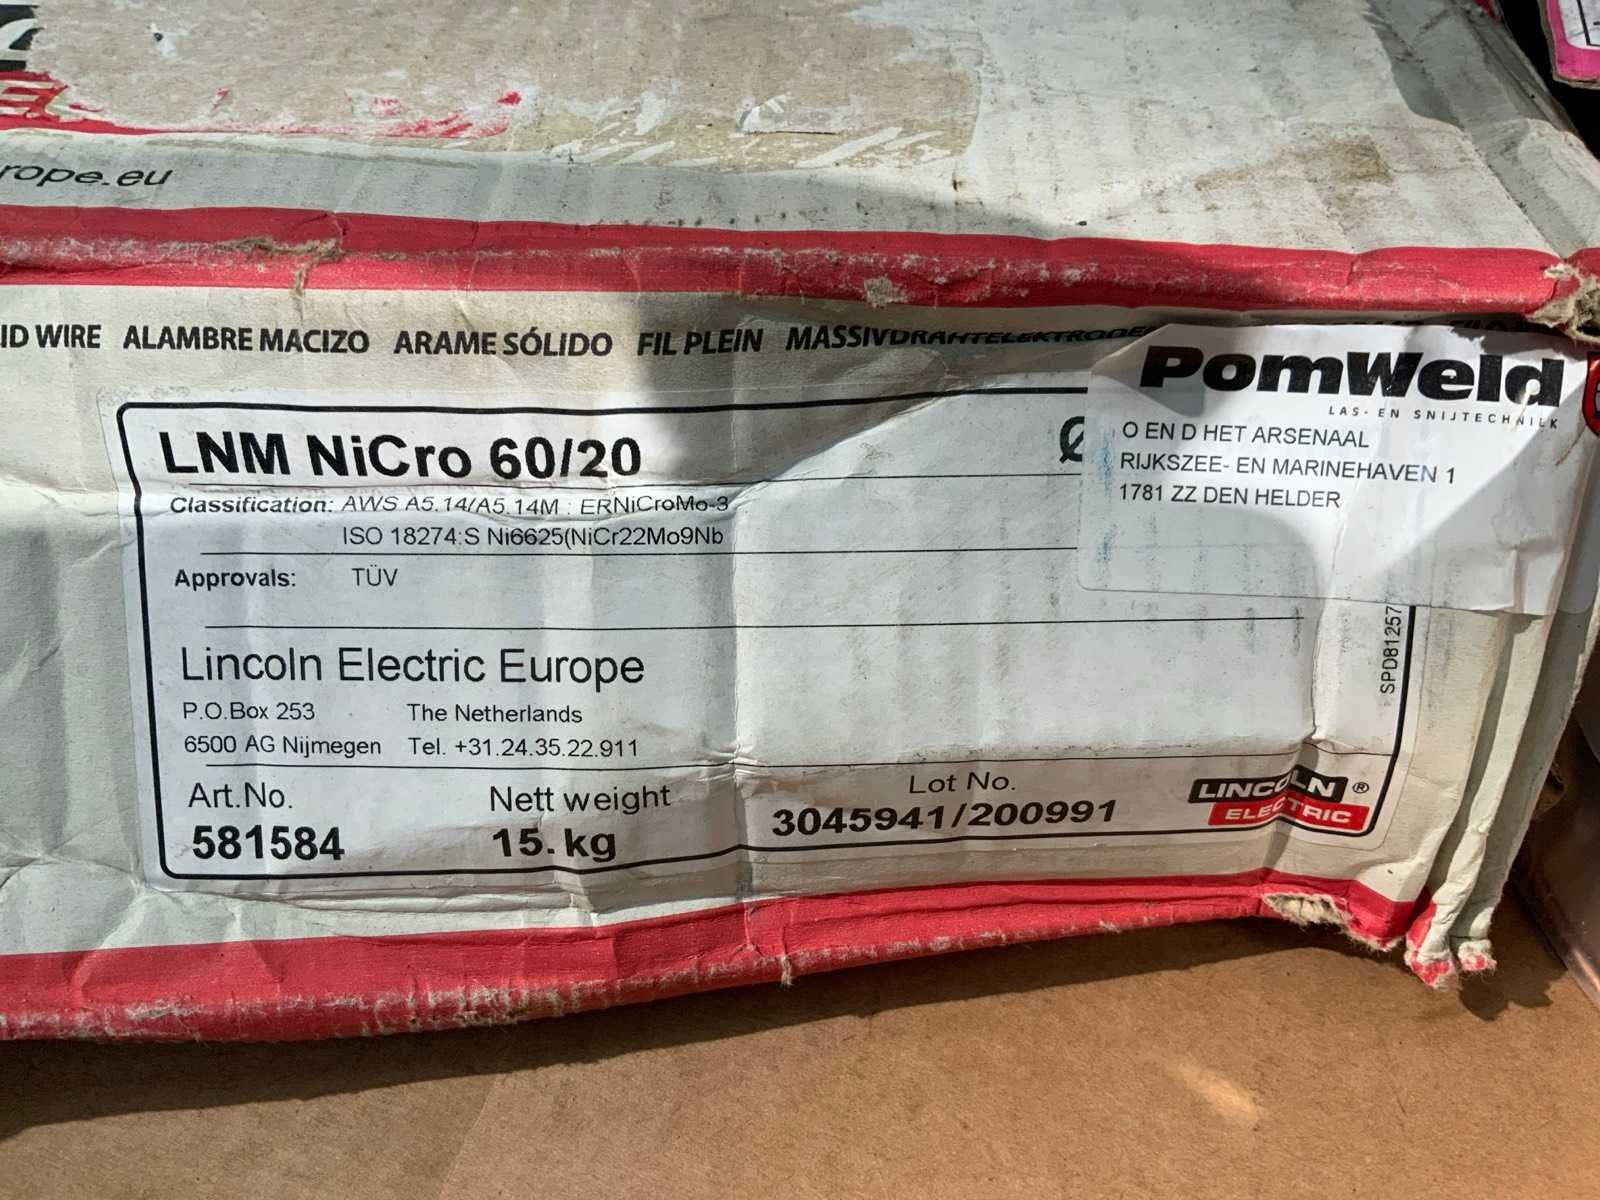 rope.eu
ID WIRE ALAMBRE MACIZO ARAME SÓLIDO FIL PLEIN MASSIVDRAHTELEKTRODE
PomWeld
LAS- EN SNIJTECHNIEK
O EN D HET ARSENAAL
RIJKSZEE- EN MARINEHAVEN 1
1781 ZZ DEN HELDER
LNM NiCro 60/20 Ø
Classification: AWS A5.14/A5.14M : ERNiCroMo-3
ISO 18274:S Ni6625(NiCr22Mo9Nb
Approvals: TÜV
SPD81257
Lincoln Electric Europe
P.O.Box 253 The Netherlands
6500 AG Nijmegen Tel. +31.24.35.22.911
Art.No. Nett weight Lot No.
581584 15.kg 3045941/200991
LINCOLN ®
ELECTRIC